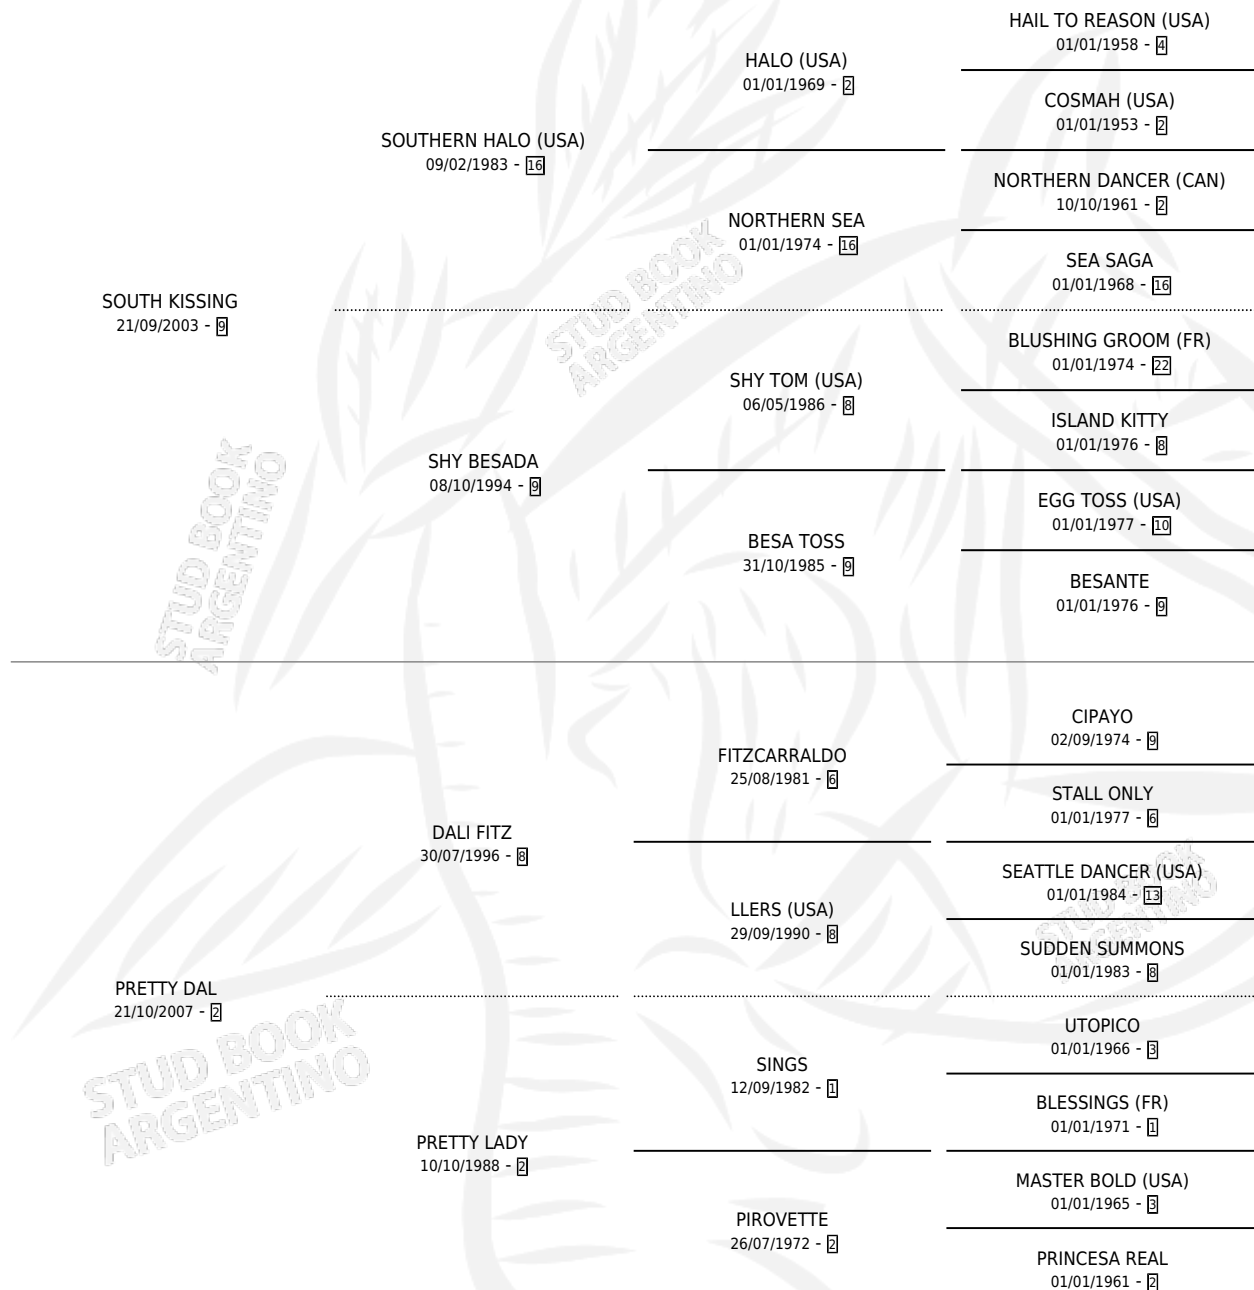 HAIL TO REASON (USA)
01/01/1958 - 4
HALO (USA)
01/01/1969 - 2
COSMAH (USA)
01/01/1953 - 2
SOUTHERN HALO (USA)
09/02/1983 - 16
NORTHERN DANCER (CAN)
10/10/1961 - 2
NORTHERN SEA
01/01/1974 - 16
SEA SAGA
01/01/1968 - 16
SOUTH KISSING
21/09/2003 - 9
STUD BOOK
ARGENTINO
BLUSHING GROOM (FR)
01/01/1974 - 22
SHY TOM (USA)
06/05/1986 - 8
ISLAND KITTY
01/01/1976 - 8
SHY BESADA
08/10/1994 - 9
EGG TOSS (USA)
01/01/1977 - 10
BESA TOSS
31/10/1985 - 9
BESANTE
01/01/1976 - 9
STUD BOOK
ARGENTINO
CIPAYO
02/09/1974 - 9
FITZCARRALDO
25/08/1981 - 6
STALL ONLY
01/01/1977 - 6
DALI FITZ
30/07/1996 - 8
SEATTLE DANCER (USA)
01/01/1984 - 13
LLERS (USA)
29/09/1990 - 8
SUDDEN SUMMONS
01/01/1983 - 8
STUD BOOK
ARGENTINO
PRETTY DAL
21/10/2007 - 2
UTOPICO
01/01/1966 - 3
SINGS
12/09/1982 - 1
BLESSINGS (FR)
01/01/1971 - 1
STUD BOOK
ARGENTINO
PRETTY LADY
10/10/1988 - 2
MASTER BOLD (USA)
01/01/1965 - 3
PIROVETTE
26/07/1972 - 2
PRINCESA REAL
01/01/1961 - 2